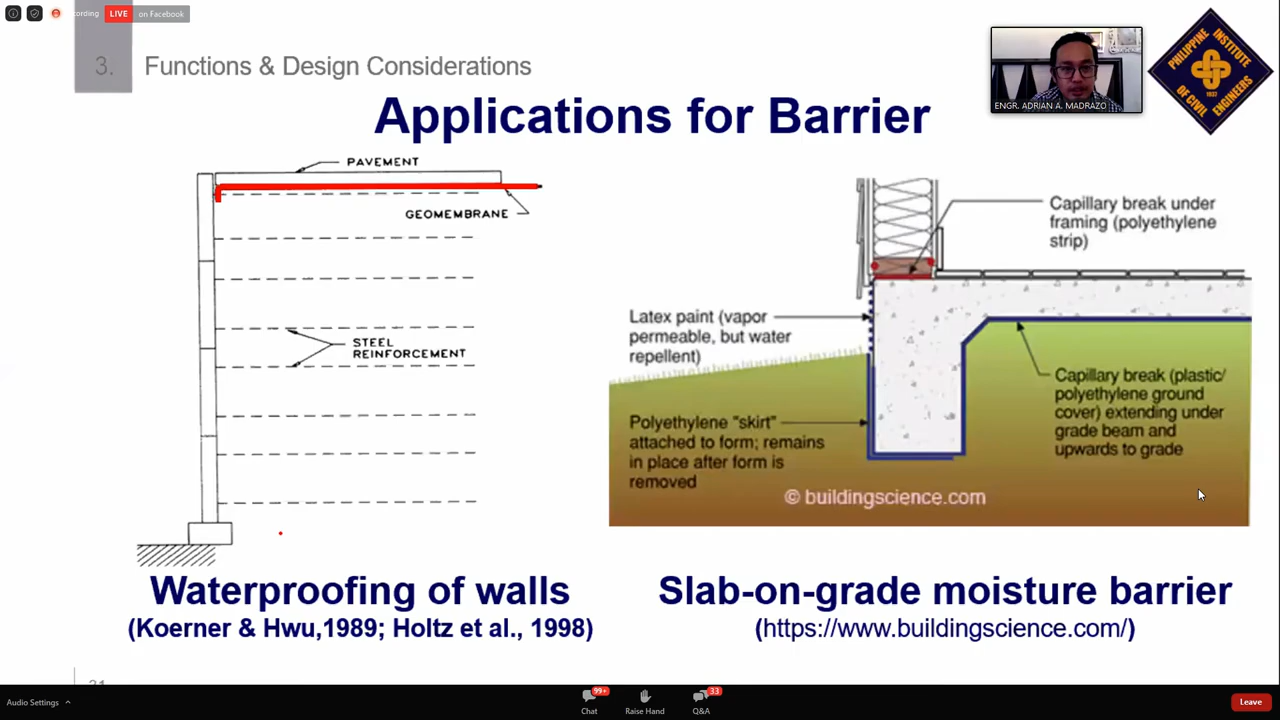 cording
LIVE
on Facebook
3.
Functions & Design Considerations
Applications for Barrier
ENGR. ADRIAN A. MADRAZO
PHILIPPINE
INSTITUTE
OF CIVIL
ENGINEERS
1937
PAVEMENT
GEOMEMBRANE
STEEL
REINFORCEMENT
Capillary break under
framing (polyethylene
strip)
Latex paint (vapor
permeable, but water
repellent)
Capillary break (plastic/
polyethylene ground
cover) extending under
grade beam and
upwards to grade
Polyethylene "skirt"
attached to form; remains
in place after form is
removed
© buildingscience.com
Waterproofing of walls
(Koerner & Hwu,1989; Holtz et al., 1998)
Slab-on-grade moisture barrier
(https://www.buildingscience.com/)
Audio Settings
99+
Chat
Raise Hand
33
Q&A
Leave